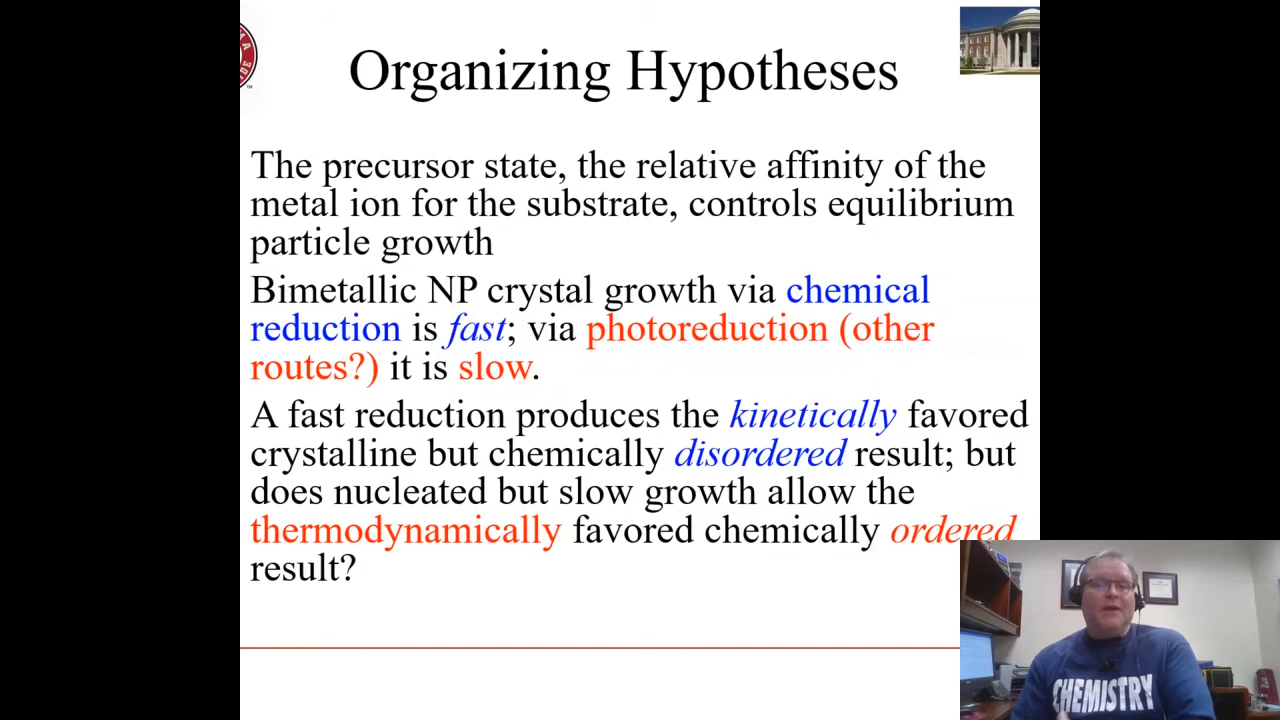 Organizing Hypotheses
The precursor state, the relative affinity of the
metal ion for the substrate, controls equilibrium
particle growth
Bimetallic NP crystal growth via chemical
reduction is fast; via photoreduction (other
routes?) it is slow.
A fast reduction produces the kinetically favored
crystalline but chemically disordered result; but
does nucleated but slow growth allow the
thermodynamically favored chemically ordered
result?
CHEMISTRY